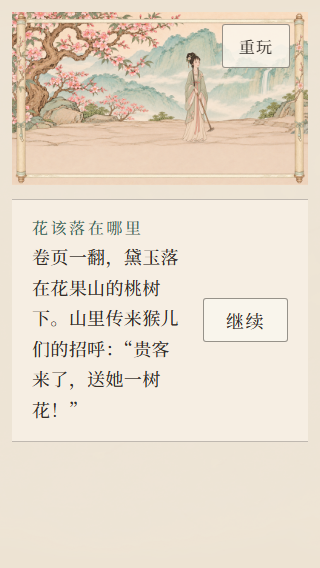 重玩
花该落在哪里
卷页一翻，黛玉落
在花果山的桃树
下。山里传来猴儿
们的招呼：“贵客
来了，送她一树
花！”
继续